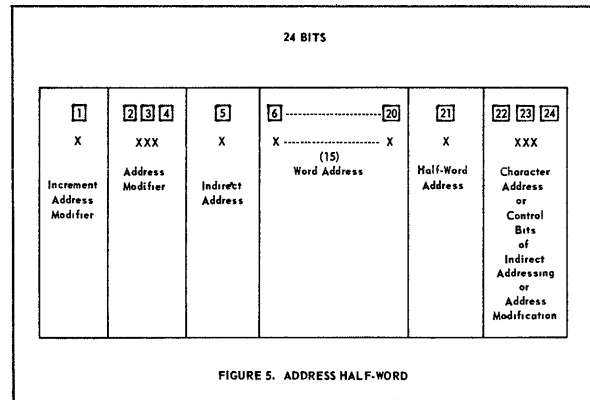 24 BITS
1 2 3 4 5 6 -------------------- 20 21 22 23 24
X XXX X X -------------------- X X XXX
(15)
Increment Address Modifier
Address Modifier
Indirect Address
Word Address
Half-Word Address
Character Address or Control Bits of Indirect Addressing or Address Modification
FIGURE 5. ADDRESS HALF-WORD